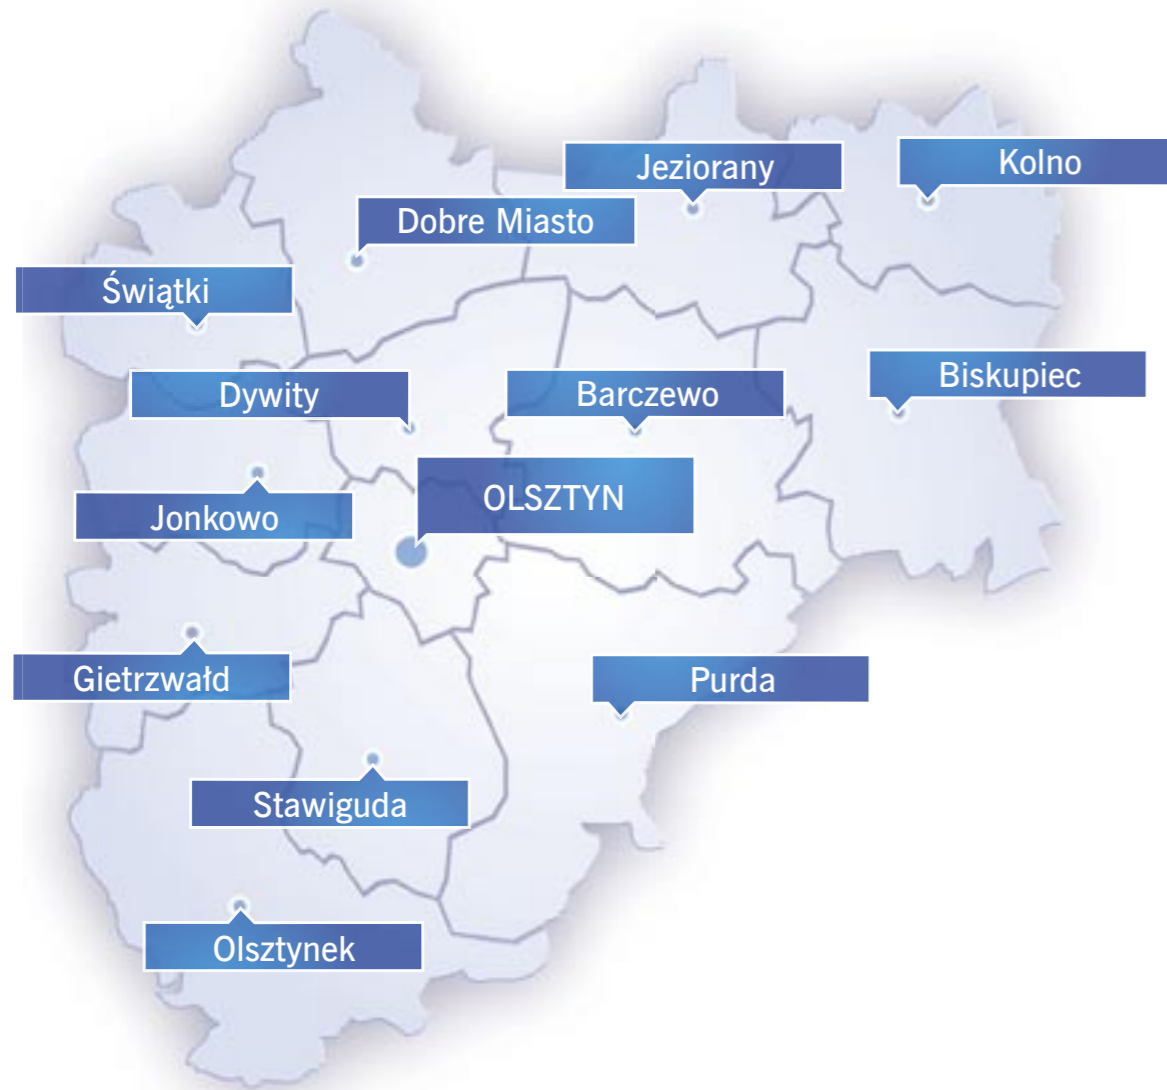 Jeziorany
Kolno
Dobre Miasto
Świątki
Dywity
Barczewo
Biskupiec
OLSZTYN
Jonkowo
Gietrzwałd
Purda
Stawiguda
Olsztynek